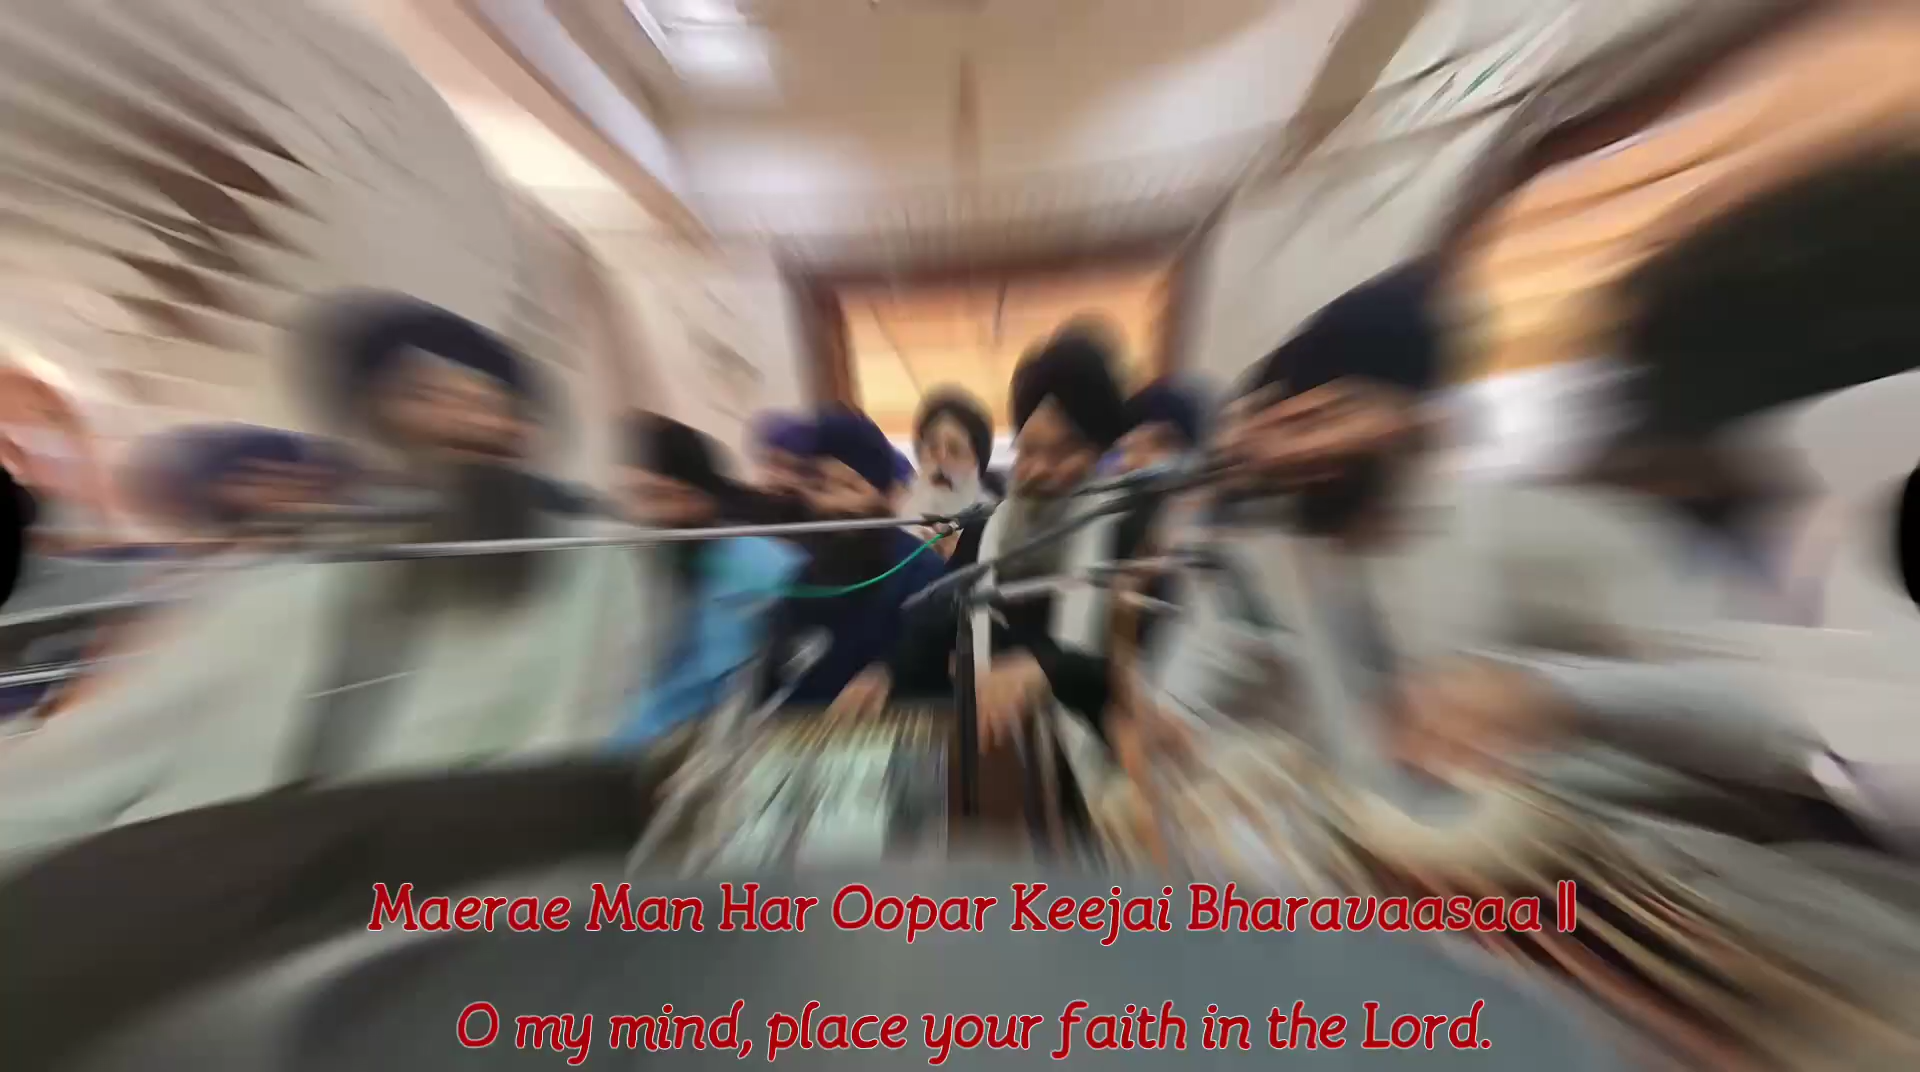 Maerae Man Har Oopar Keejai Bharavaasaa ||
O my mind, place your faith in the Lord.